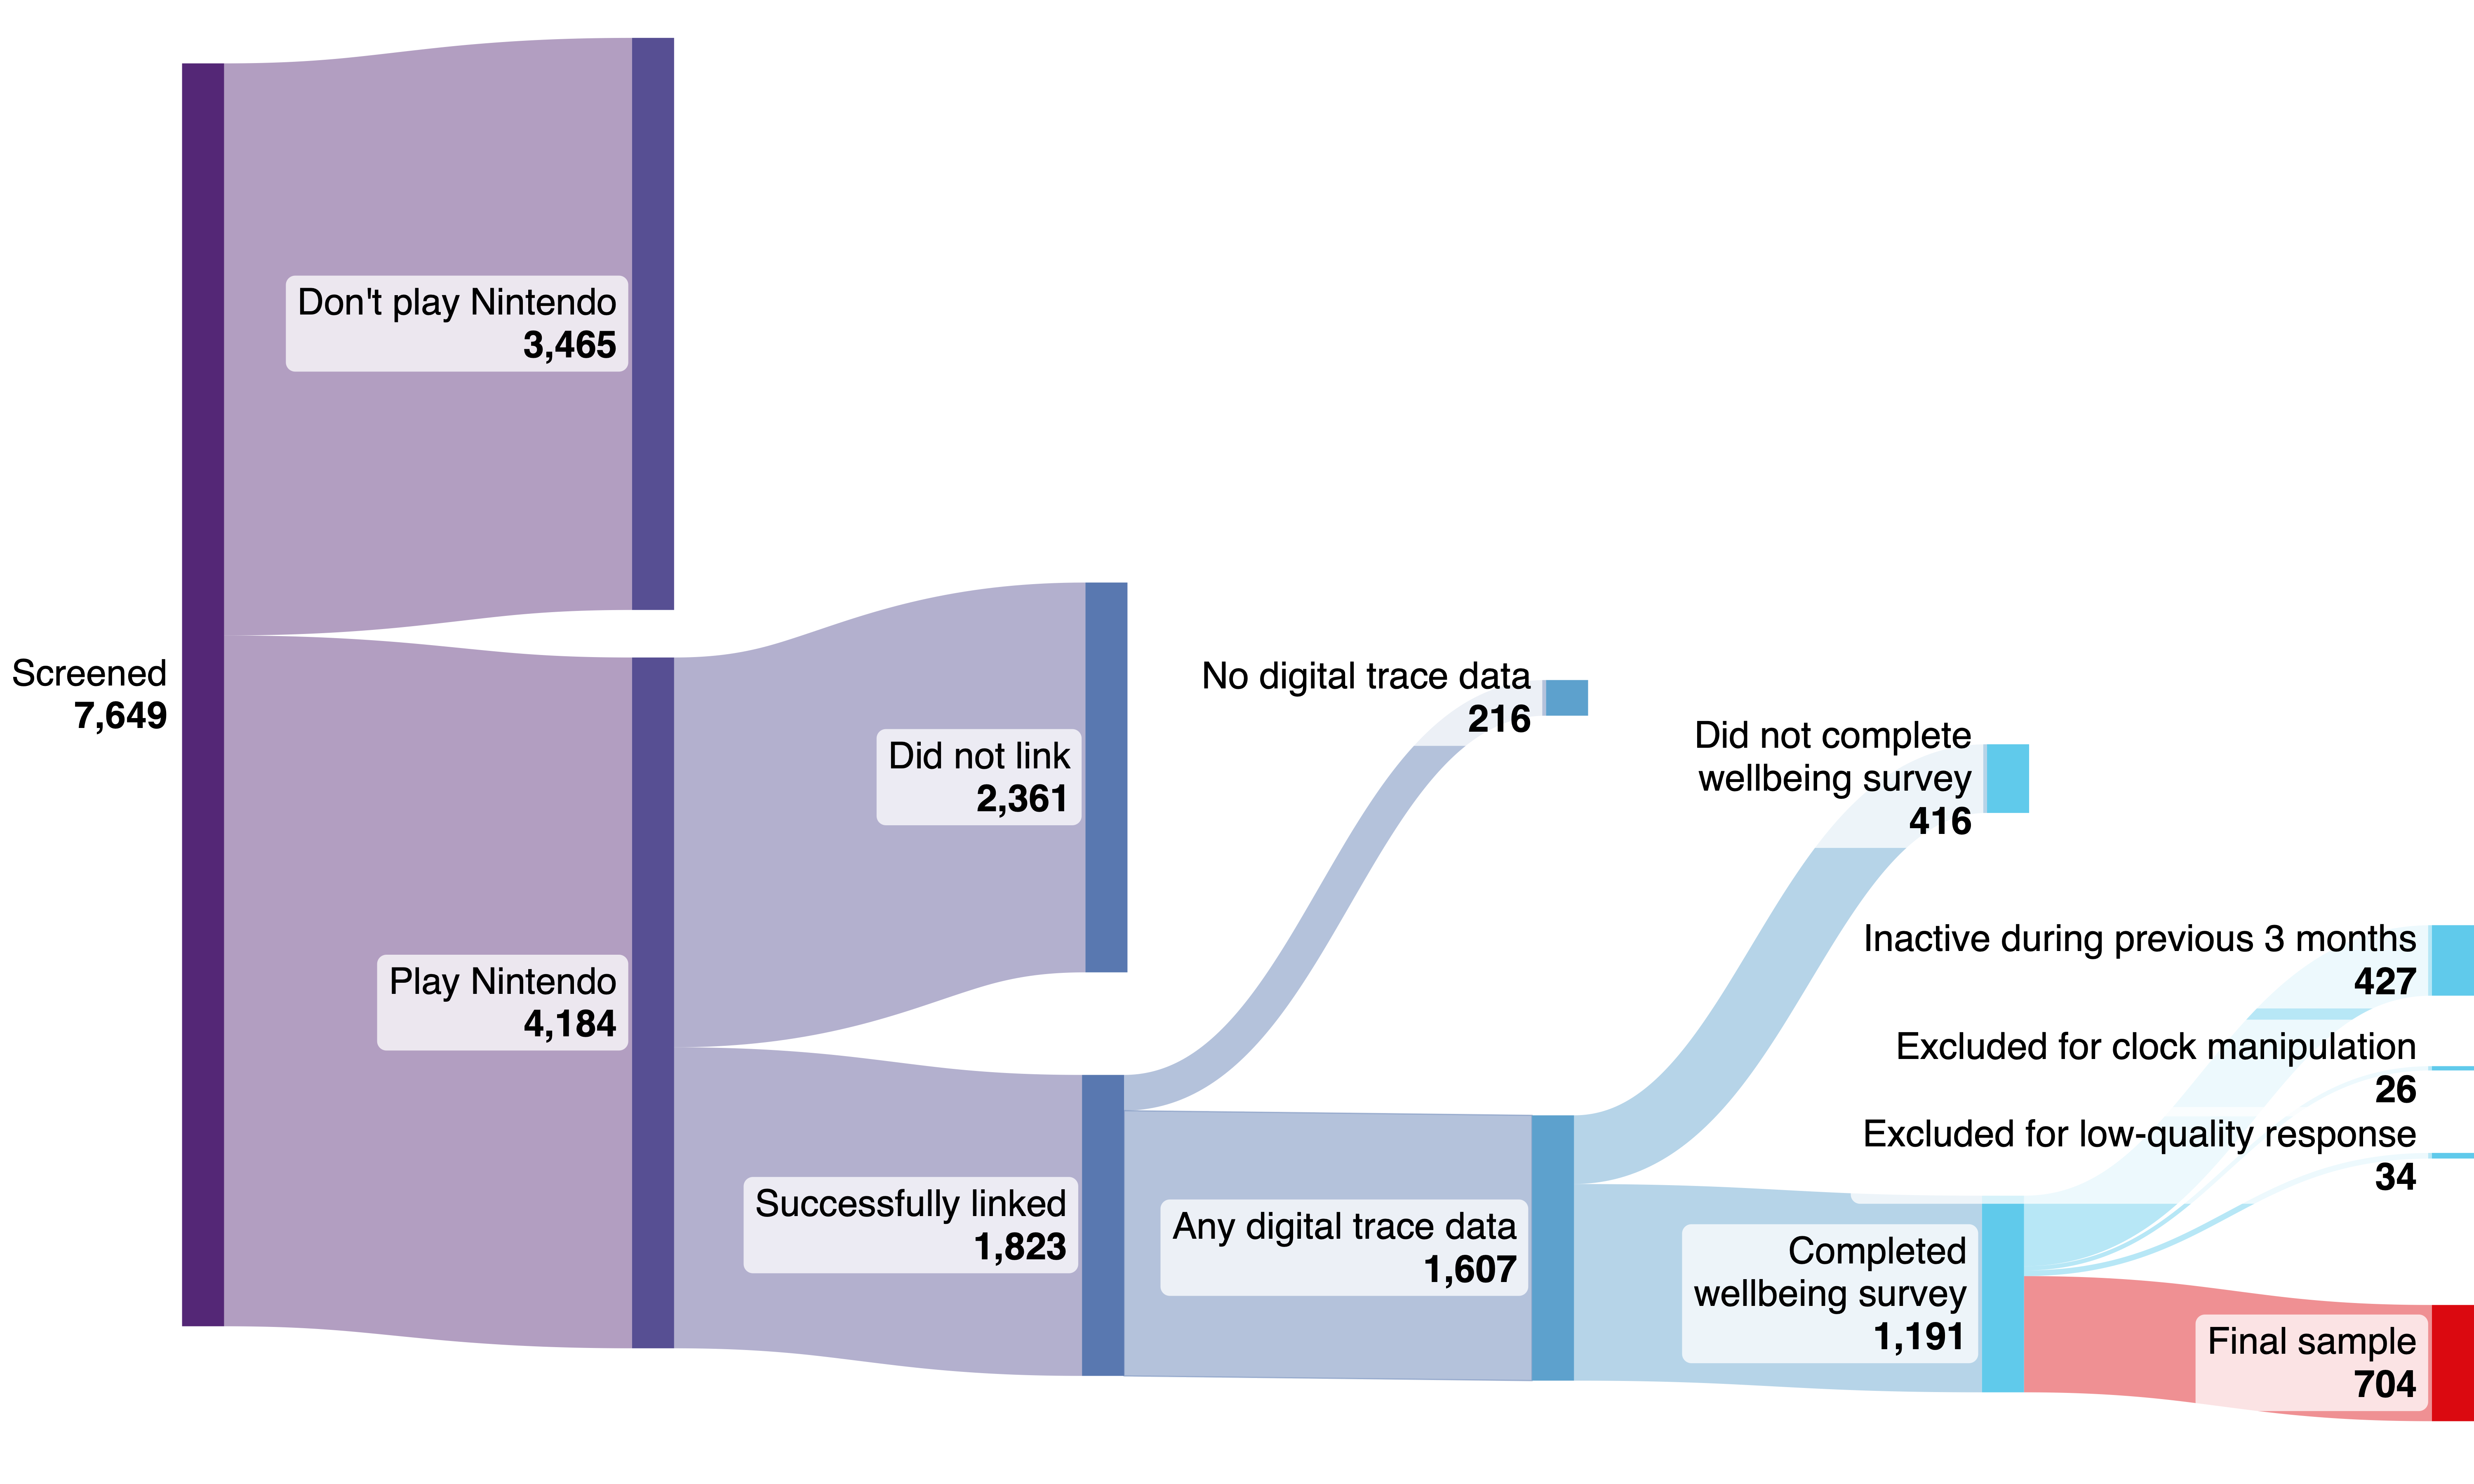 Screened
7,649
Don't play Nintendo
3,465
Play Nintendo
4,184
Did not link
2,361
Successfully linked
1,823
No digital trace data
216
Any digital trace data
1,607
Did not complete
wellbeing survey
416
Completed
wellbeing survey
1,191
Inactive during previous 3 months
427
Excluded for clock manipulation
26
Excluded for low-quality response
34
Final sample
704